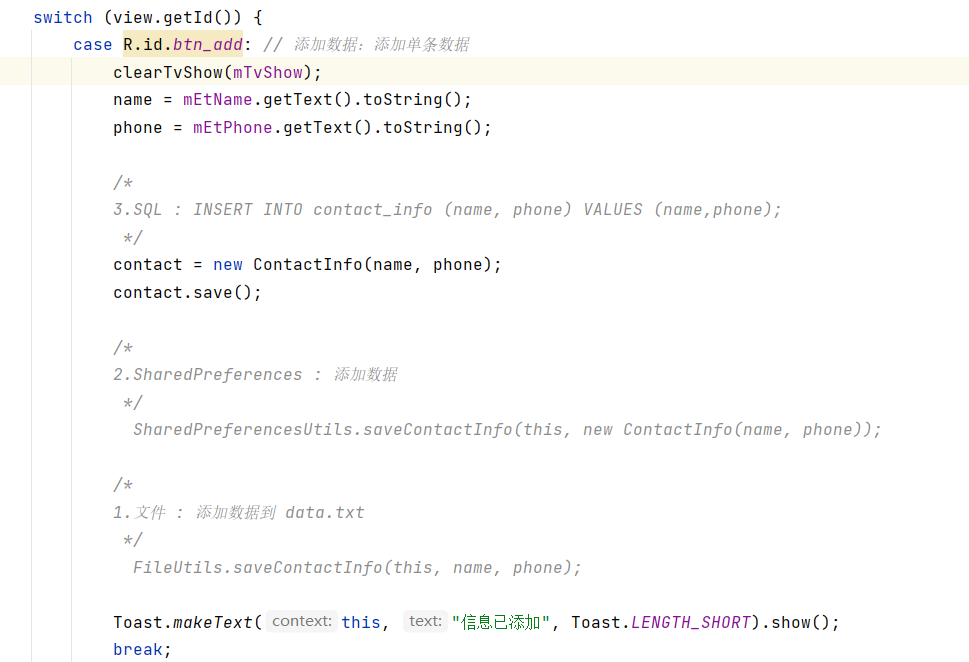 switch (view.getId()) {
case R.id.btn_add: // 添加数据：添加单条数据
clearTvShow(mTvShow);
name = mEtName.getText().toString();
phone = mEtPhone.getText().toString();
/*
3.SQL : INSERT INTO contact_info (name, phone) VALUES (name,phone);
*/
contact = new ContactInfo(name, phone);
contact.save();
/*
2.SharedPreferences : 添加数据
*/
SharedPreferencesUtils.saveContactInfo(this, new ContactInfo(name, phone));
/*
1.文件 : 添加数据到 data.txt
*/
FileUtils.saveContactInfo(this, name, phone);
Toast.makeText( context: this, text: "信息已添加", Toast.LENGTH_SHORT).show();
break;